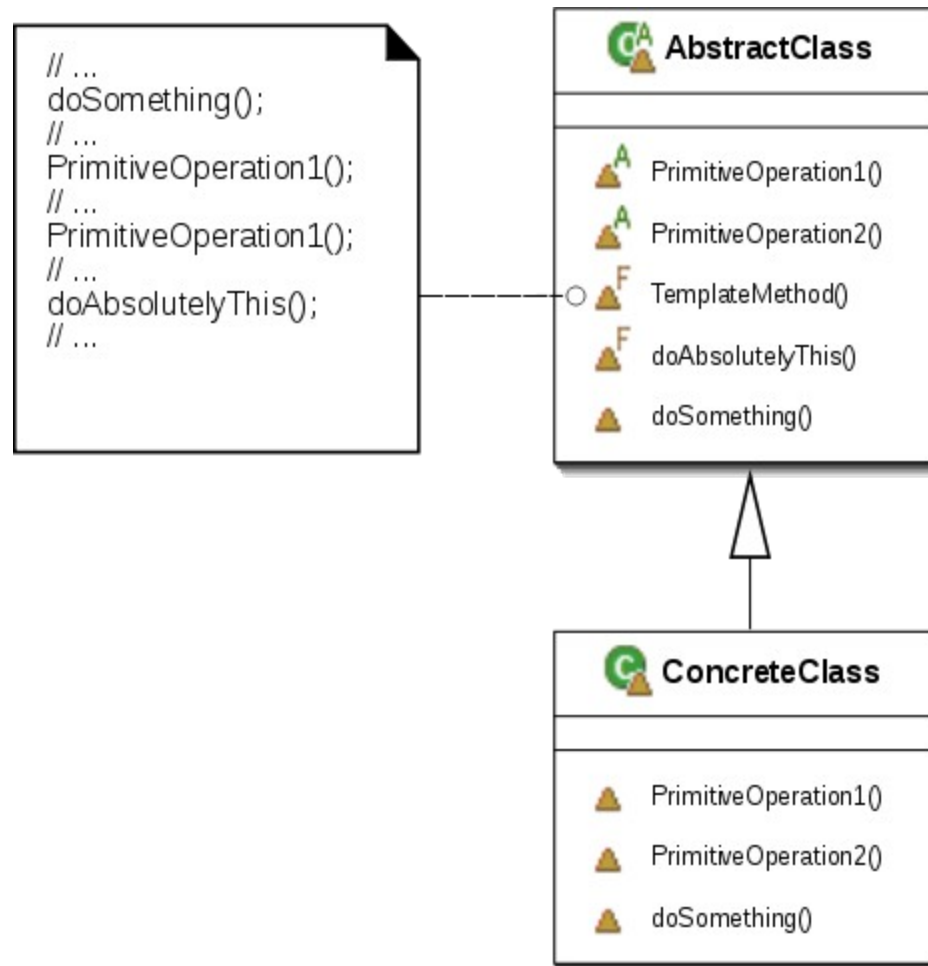 // ...
doSomething();
// ...
PrimitiveOperation1();
// ...
PrimitiveOperation1();
// ...
doAbsolutelyThis();
// ...
C A AbstractClass
A PrimitiveOperation1()
A PrimitiveOperation2()
F TemplateMethod()
F doAbsolutelyThis()
doSomething()
C ConcreteClass
PrimitiveOperation1()
PrimitiveOperation2()
doSomething()